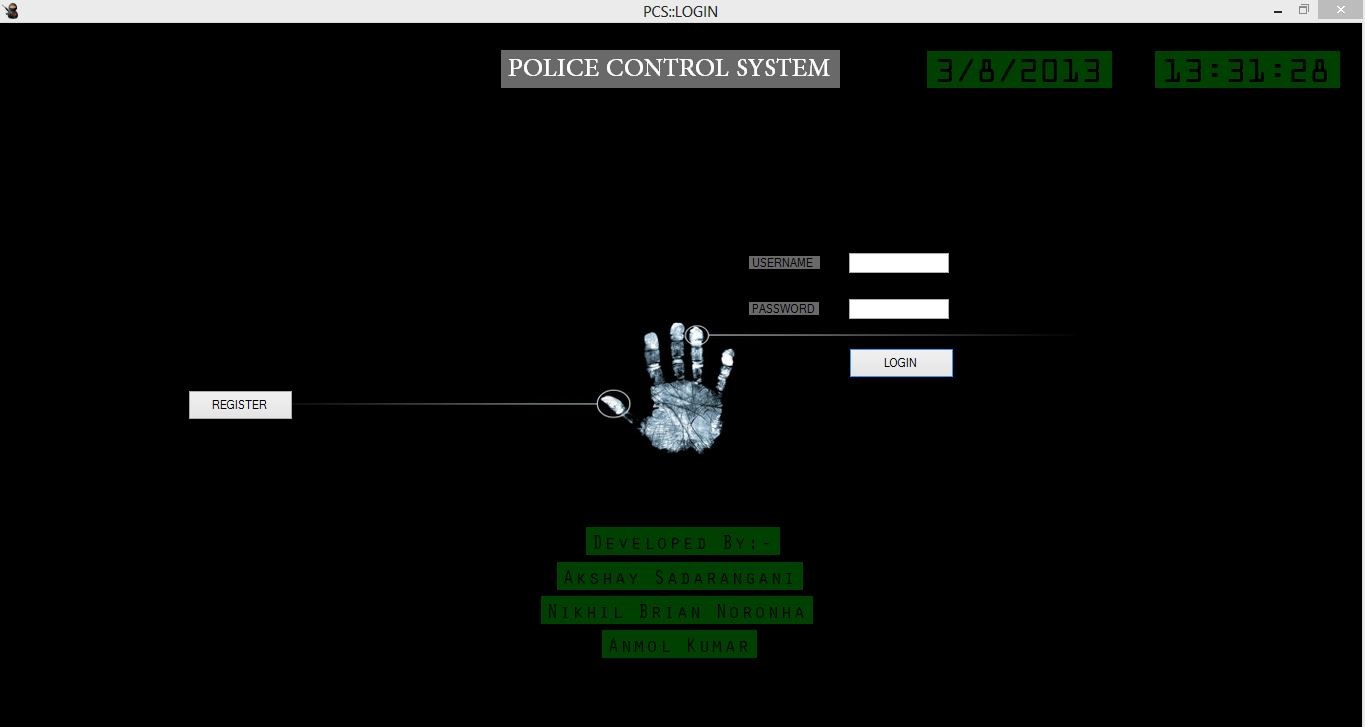 PCS::LOGIN
POLICE CONTROL SYSTEM
3/8/2013
13:31:28
USERNAME
PASSWORD
LOGIN
REGISTER
Developed By:-
Akshay Sadarangani
Nikhil Brian Noronha
Anmol Kumar